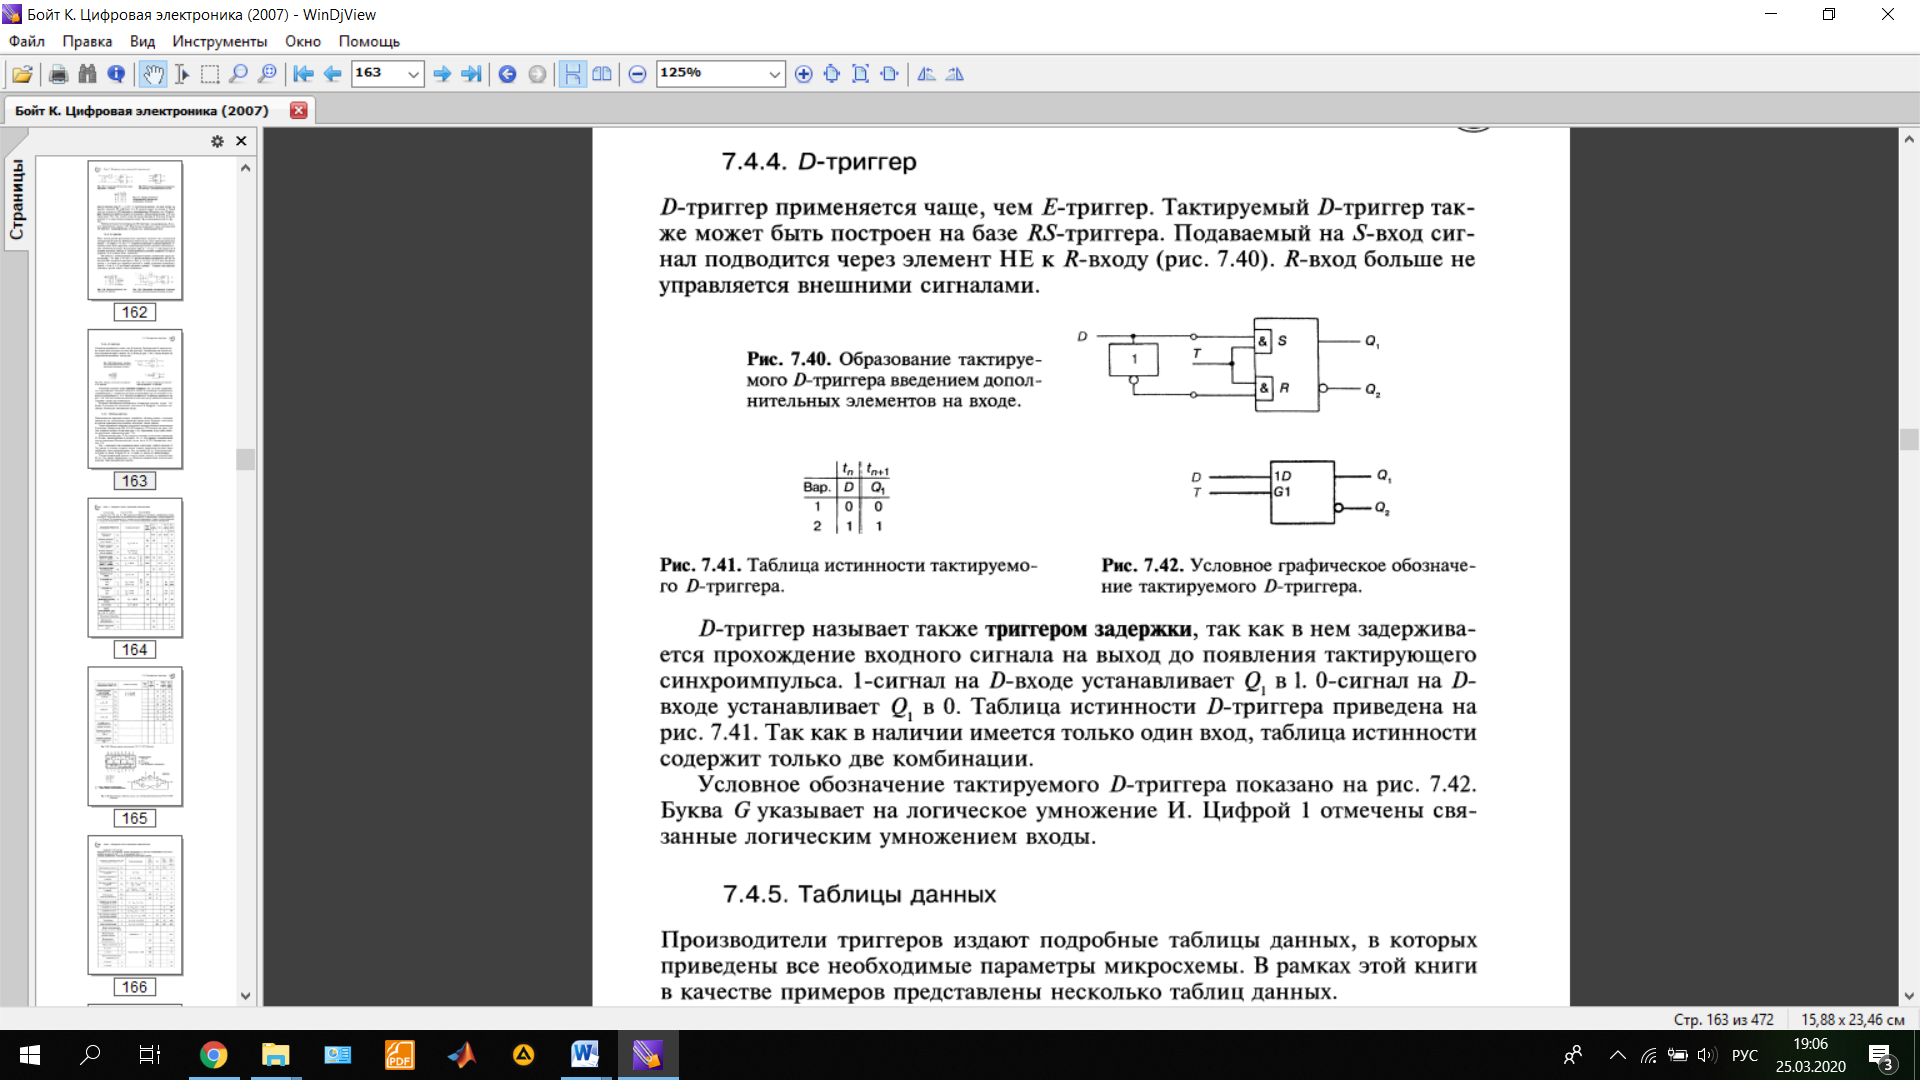 Бойт К. Цифровая электроника (2007) - WinDjView
Файл Правка Вид Инструменты Окно Помощь
163
125%
Бойт К. Цифровая электроника (2007)
Страницы
162
163
164
165
166
7.4.4. D-триггер
D-триггер применяется чаще, чем E-триггер. Тактируемый D-триггер так-
же может быть построен на базе RS-триггера. Подаваемый на S-вход сиг-
нал подводится через элемент НЕ к R-входу (рис. 7.40). R-вход больше не
управляется внешними сигналами.
Рис. 7.40. Образование тактируе-
мого D-триггера введением допол-
нительных элементов на входе.
D 1 T & S & R Q1 Q2
tn tn+1
Вар. D Q1
1 0 0
2 1 1
D 1D Q1
T G1 Q2
Рис. 7.41. Таблица истинности тактируемо-
го D-триггера.
Рис. 7.42. Условное графическое обозначе-
ние тактируемого D-триггера.
D-триггер называет также триггером задержки, так как в нем задержива-
ется прохождение входного сигнала на выход до появления тактирующего
синхроимпульса. 1-сигнал на D-входе устанавливает Q1 в 1. 0-сигнал на D-
входе устанавливает Q1 в 0. Таблица истинности D-триггера приведена на
рис. 7.41. Так как в наличии имеется только один вход, таблица истинности
содержит только две комбинации.
Условное обозначение тактируемого D-триггера показано на рис. 7.42.
Буква G указывает на логическое умножение И. Цифрой 1 отмечены свя-
занные логическим умножением входы.
7.4.5. Таблицы данных
Производители триггеров издают подробные таблицы данных, в которых
приведены все необходимые параметры микросхемы. В рамках этой книги
в качестве примеров представлены несколько таблиц данных.
Стр. 163 из 472 15,88 x 23,46 см
PDF
РУС
19:06
25.03.2020
3